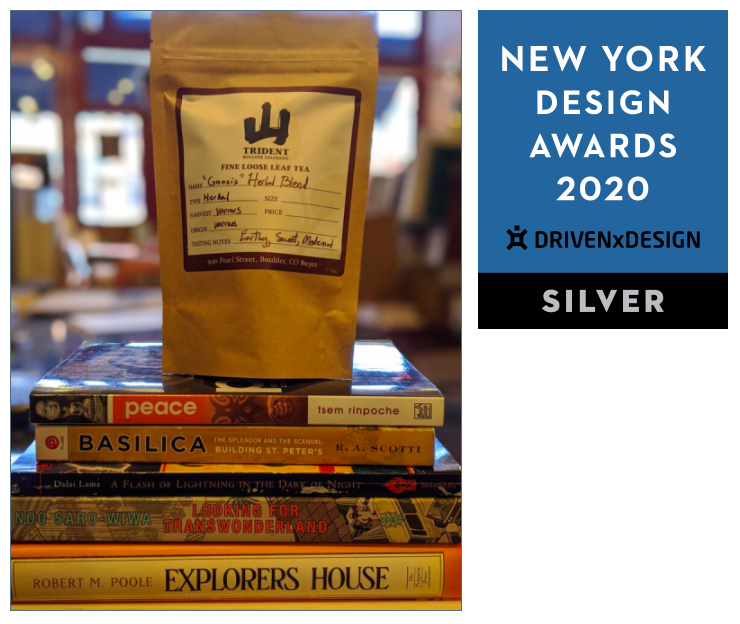 TRIDENT
BOULDER COLORADO
FINE LOOSE LEAF TEA
NAME "Gnosis" Herbal Blend
TYPE Herbal SIZE
HARVEST various PRICE
ORIGIN various
TASTING NOTES Earthy, Sweet, Medicinal
940 Pearl Street, Boulder, CO 80302
peace tsem rinpoche
BASILICA THE SPLENDOR AND THE SCANDAL: BUILDING ST. PETER'S R. A. SCOTTI
Dalai Lama A FLASH OF LIGHTNING IN THE DARK OF NIGHT
NOO SARO-WIWA LOOKING FOR
TRANSWONDERLAND
ROBERT M. POOLE EXPLORERS HOUSE
NEW YORK
DESIGN
AWARDS
2020
DRIVENxDESIGN
SILVER